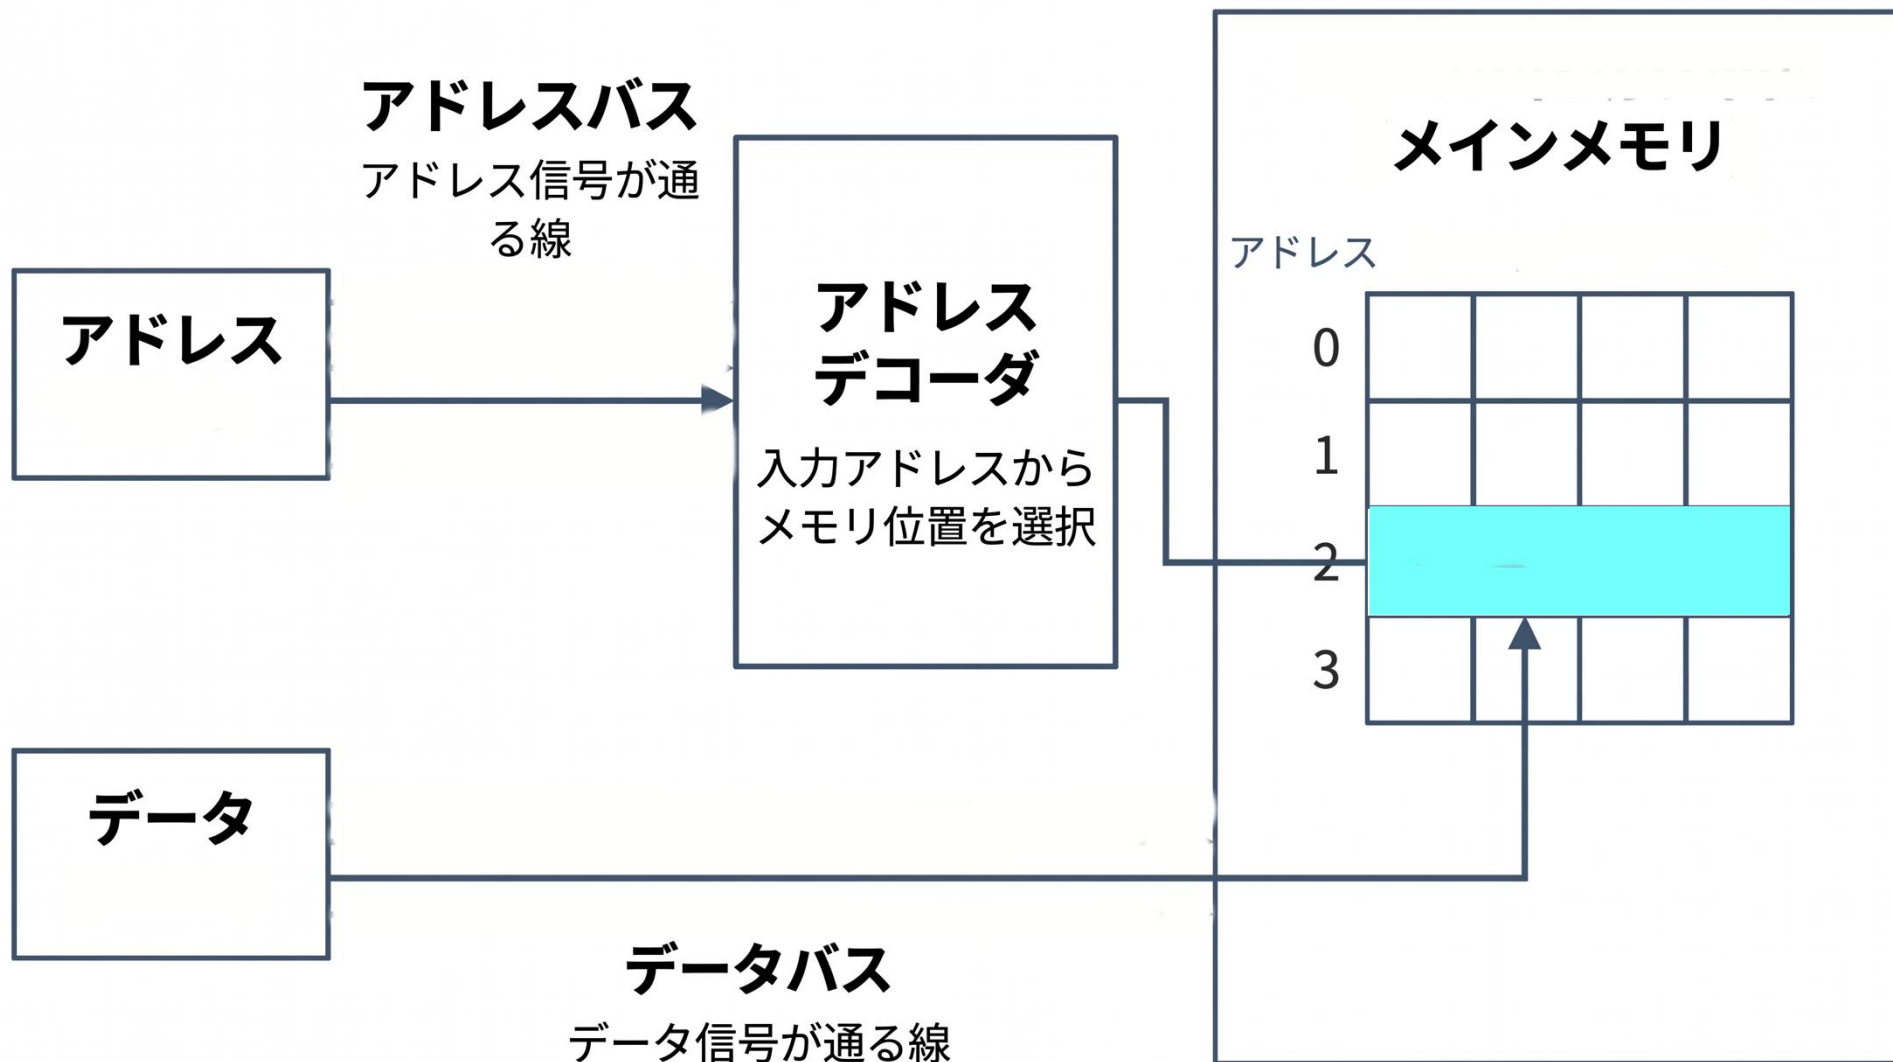 アドレスバス
アドレス信号が通
る線
アドレス
アドレス
デコーダ
入力アドレスから
メモリ位置を選択
メインメモリ
アドレス
0
1
2
3
データ
データバス
データ信号が通る線